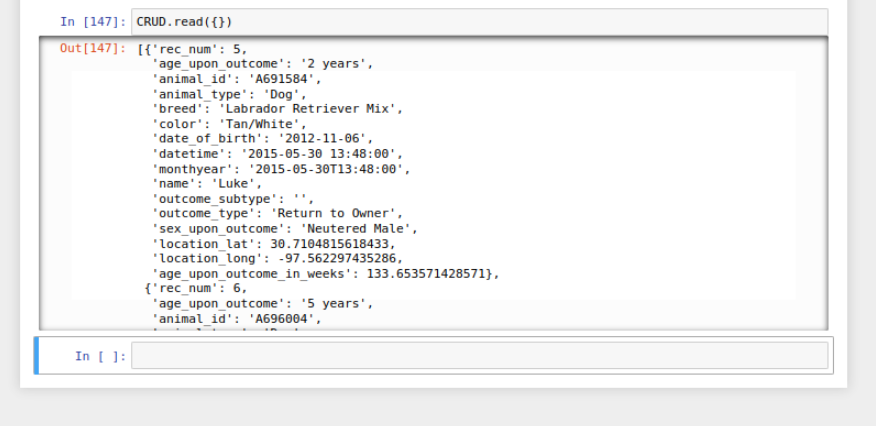 In [147]: CRUD.read({})
Out[147]: [{'rec_num': 5,
'age_upon_outcome': '2 years',
'animal_id': 'A691584',
'animal_type': 'Dog',
'breed': 'Labrador Retriever Mix',
'color': 'Tan/White',
'date_of_birth': '2012-11-06',
'datetime': '2015-05-30 13:48:00',
'monthyear': '2015-05-30T13:48:00',
'name': 'Luke',
'outcome_subtype': '',
'outcome_type': 'Return to Owner',
'sex_upon_outcome': 'Neutered Male',
'location_lat': 30.7104815618433,
'location_long': -97.562297435286,
'age_upon_outcome_in_weeks': 133.653571428571},
{'rec_num': 6,
'age_upon_outcome': '5 years',
'animal_id': 'A696004',
In [ ]: